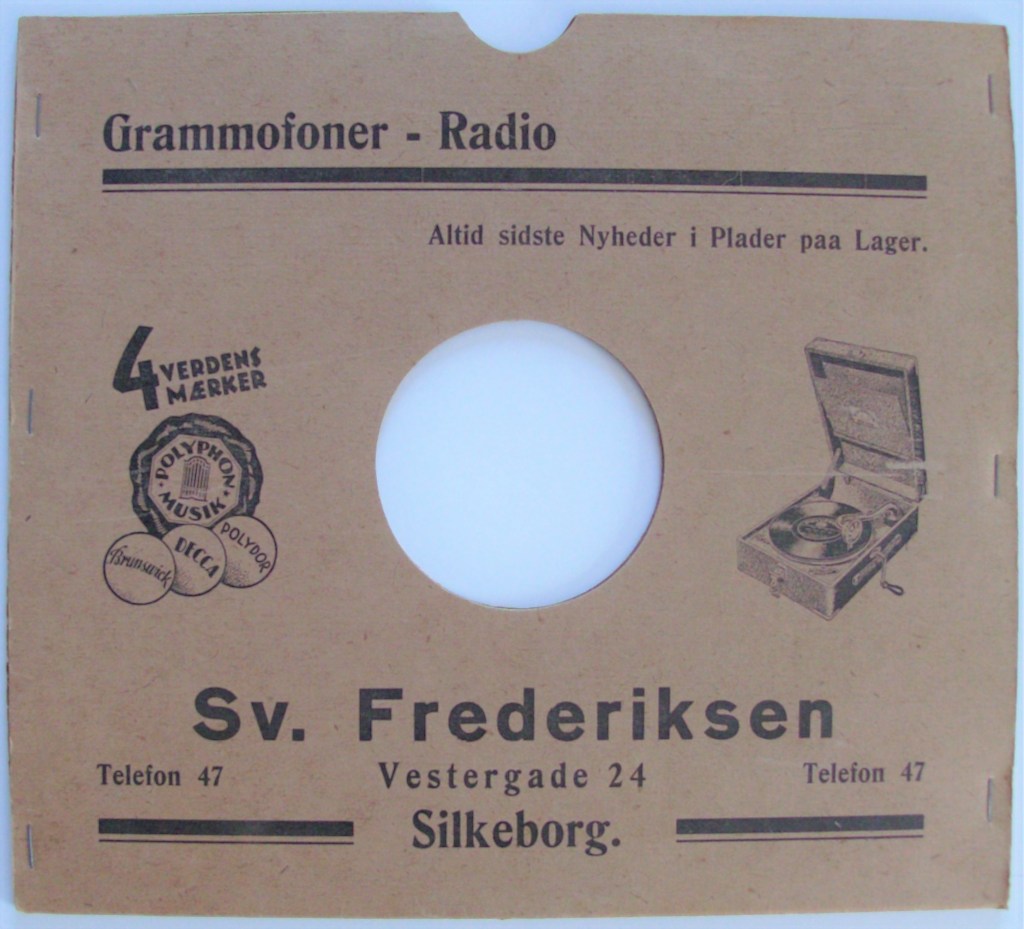 Grammofoner - Radio
Altid sidste Nyheder i Plader paa Lager.
4 VERDENS
MÆRKER
POLYPHON
MUSIK
POLYDOR
DECCA
Brunswick
Sv. Frederiksen
Telefon 47 Vestergade 24 Telefon 47
Silkeborg.